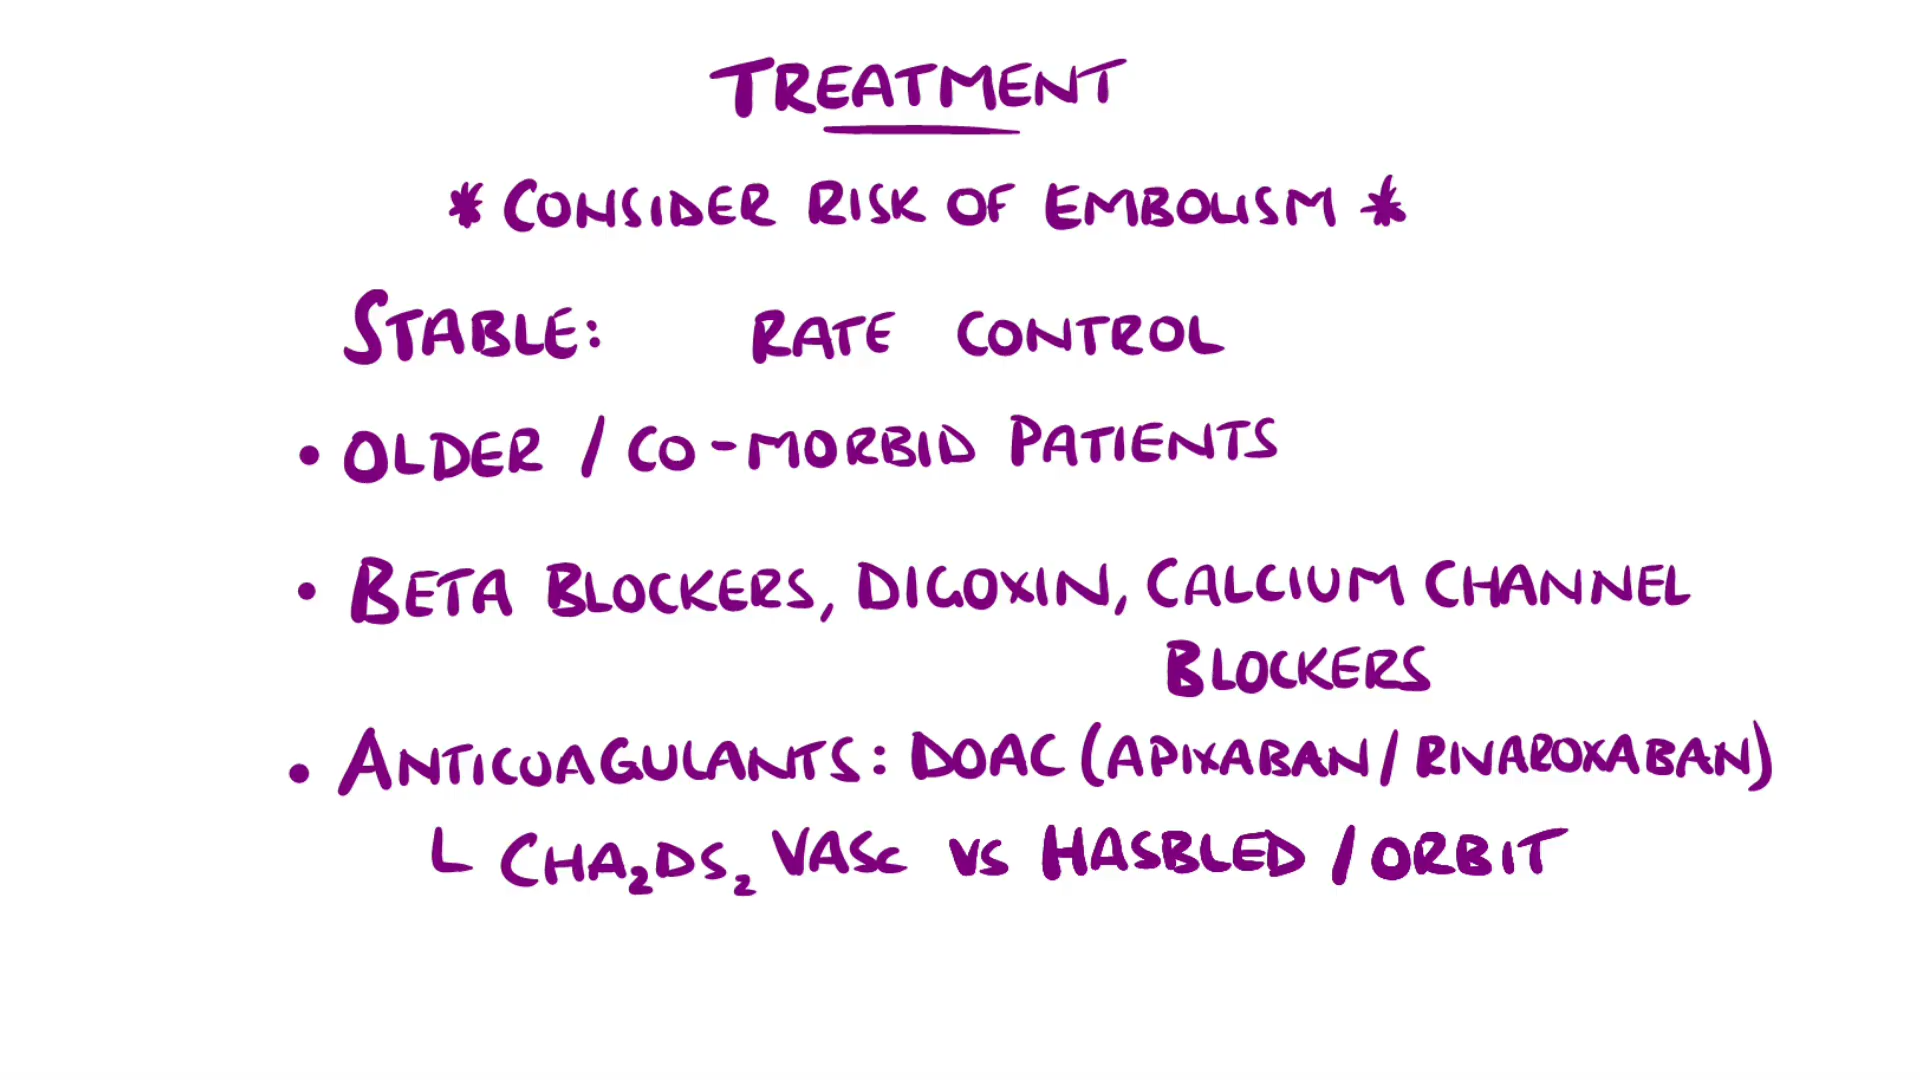 TREATMENT
* CONSIDER RISK OF EMBOLISM *
STABLE: RATE CONTROL
• OLDER / CO-MORBID PATIENTS
• BETA BLOCKERS, DIGOXIN, CALCIUM CHANNEL
BLOCKERS
• ANTICOAGULANTS: DOAC (APIXABAN / RIVAROXABAN)
└ CHA₂DS₂ VASc vs HASBLED / ORBIT